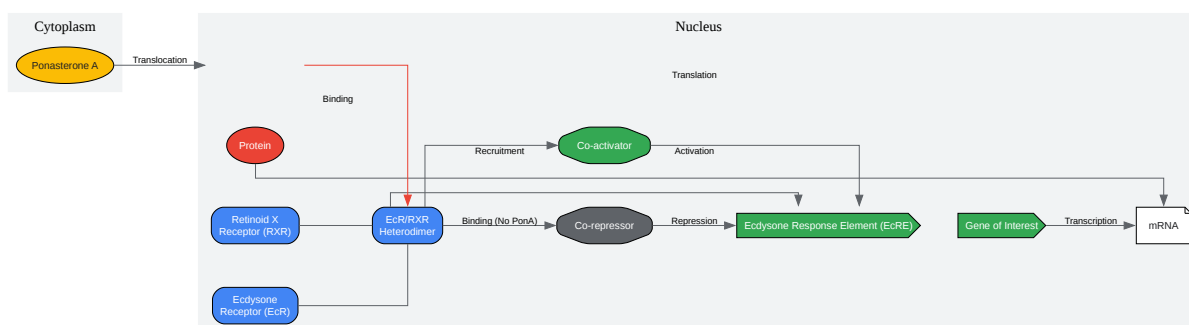 Cytoplasm
Nucleus
Ponasterone A
Translocation
Translation
Binding
Protein
Co-activator
Recruitment
Activation
Retinoid X
Receptor (RXR)
EcR/RXR
Heterodimer
Binding (No PonA)
Co-repressor
Repression
Ecdysone Response Element (EcRE)
Gene of Interest
Transcription
mRNA
Ecdysone
Receptor (EcR)